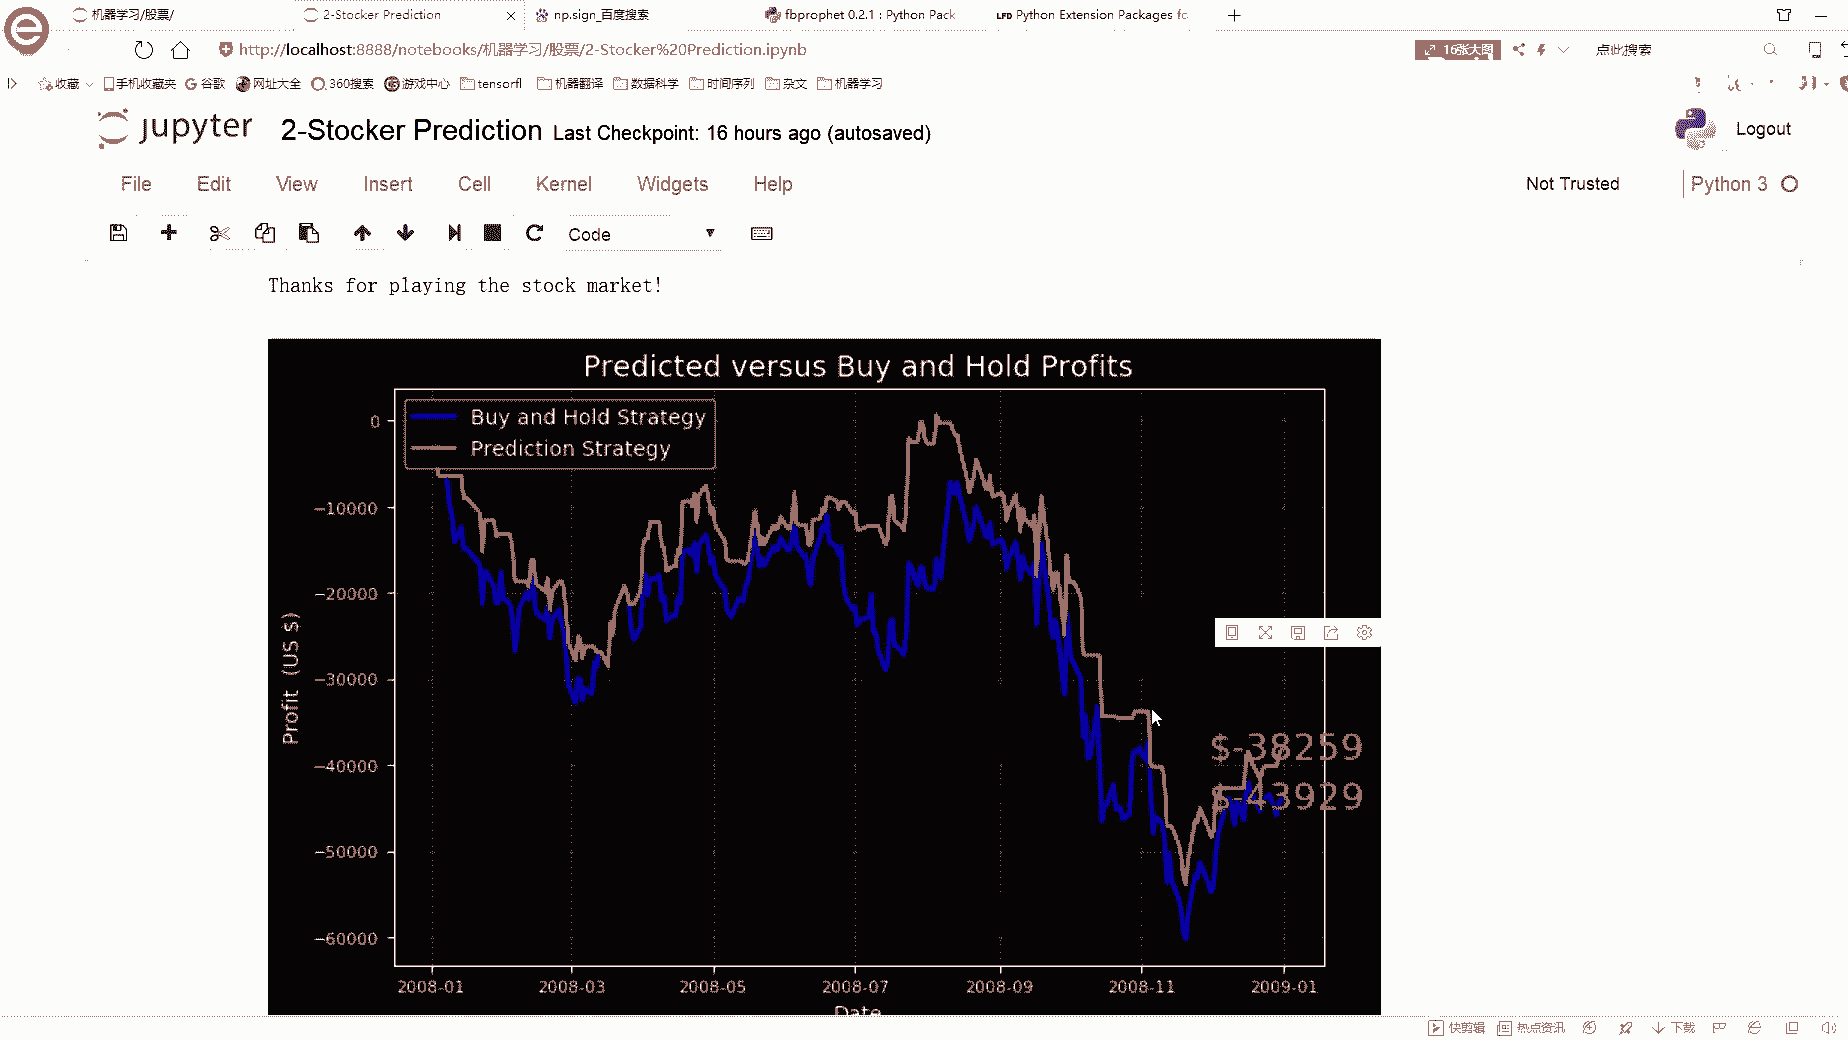 机器学习/股票/
2-Stocker Prediction
np.sign_百度搜索
fbprophet 0.2.1 : Python Pack
LFD Python Extension Packages fo
http://localhost:8888/notebooks/机器学习/股票/2-Stocker%20Prediction.ipynb
16张大图
点此搜索
收藏
手机收藏夹
谷歌
网址大全
360搜索
游戏中心
tensorfl
机器翻译
数据科学
时间序列
杂文
机器学习
jupyter
2-Stocker Prediction Last Checkpoint: 16 hours ago (autosaved)
Logout
File Edit View Insert Cell Kernel Widgets Help
Not Trusted
Python 3
Code
Thanks for playing the stock market!
Predicted versus Buy and Hold Profits
Buy and Hold Strategy
Prediction Strategy
0
−10000
−20000
−30000
−40000
−50000
−60000
Profit (US $)
$-38259
$-43929
2008-01
2008-03
2008-05
2008-07
2008-09
2008-11
2009-01
Date
快剪辑
热点资讯
下载